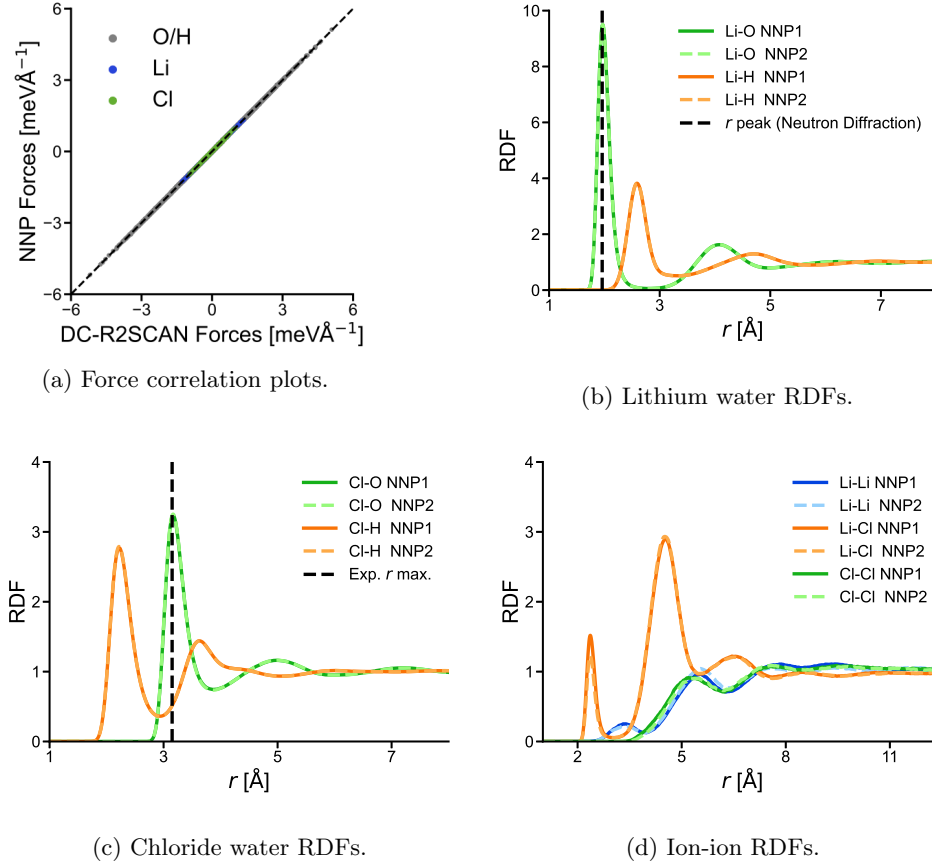 NNP Forces [meVÅ⁻¹]
6
3
0
−3
−6
O/H
Li
Cl
−6 −3 0 3 6
DC-R2SCAN Forces [meVÅ⁻¹]
(a) Force correlation plots.
RDF
10
8
6
4
2
0
Li-O NNP1
Li-O NNP2
Li-H NNP1
Li-H NNP2
r peak (Neutron Diffraction)
1 3 5 7
r [Å]
(b) Lithium water RDFs.
RDF
4
3
2
1
0
Cl-O NNP1
Cl-O NNP2
Cl-H NNP1
Cl-H NNP2
Exp. r max.
1 3 5 7
r [Å]
(c) Chloride water RDFs.
RDF
4
3
2
1
0
Li-Li NNP1
Li-Li NNP2
Li-Cl NNP1
Li-Cl NNP2
Cl-Cl NNP1
Cl-Cl NNP2
2 5 8 11
r [Å]
(d) Ion-ion RDFs.